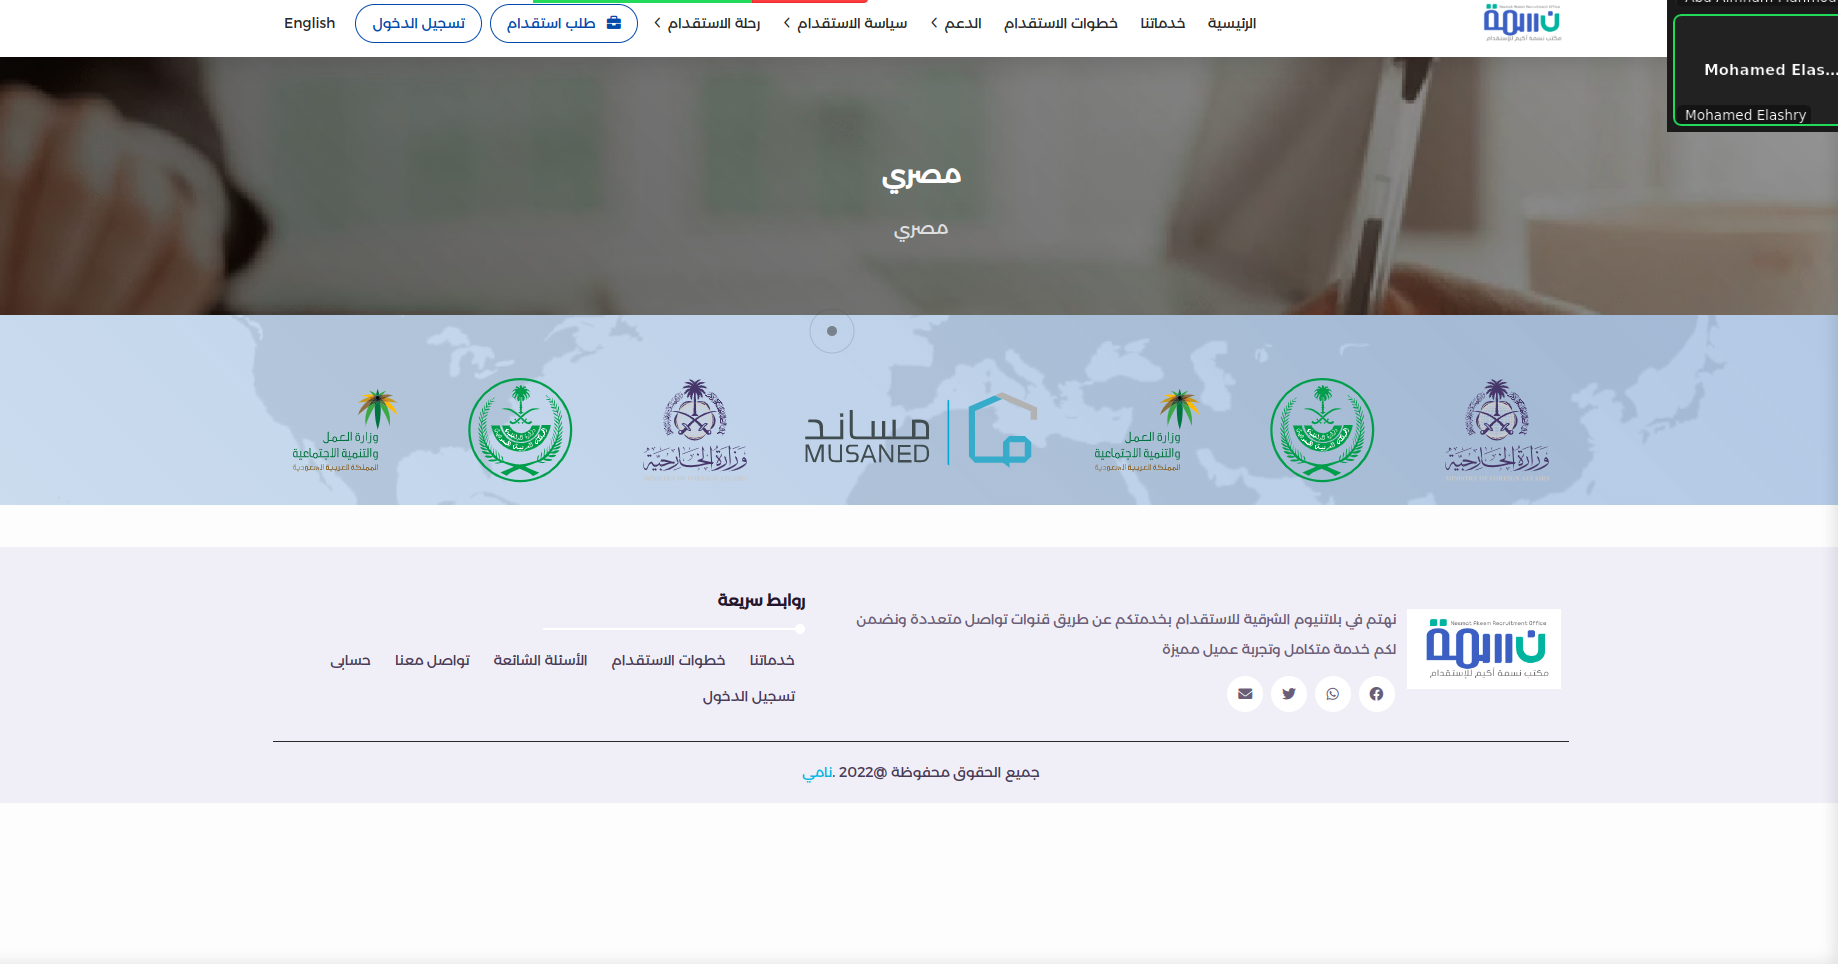 الرئيسية
خدماتنا
خطوات الاستقدام
الدعم
سياسة الاستقدام
رحلة الاستقدام
طلب استقدام
تسجيل الدخول
English
نسمة
مكتب نسمة أكيم للإستقدام
Mohamed Elas...
Mohamed Elashry
مصري
مصري
وزارة الخارجية
وزارة العمل
والتنمية الاجتماعية
المملكة العربية السعودية
مساند
MUSANED
وزارة الخارجية
وزارة العمل
والتنمية الاجتماعية
المملكة العربية السعودية
Nesmat Akeem Recruitment Office
نسمة
مكتب نسمة أكيم للإستقدام
نهتم في بلاتنيوم الشرقية للاستقدام بخدمتكم عن طريق قنوات تواصل متعددة ونضمن
لكم خدمة متكامل وتجربة عميل مميزة
روابط سريعة
خدماتنا
خطوات الاستقدام
الأسئلة الشائعة
تواصل معنا
حسابى
تسجيل الدخول
جميع الحقوق محفوظة @2022 .نامي